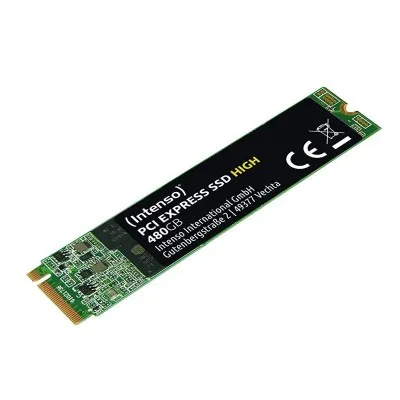 (Intenso)
PCI EXPRESS SSD HIGH
480GB
Intenso International GmbH
Gutenbergstraße 2 | 49377 Vechta
CE